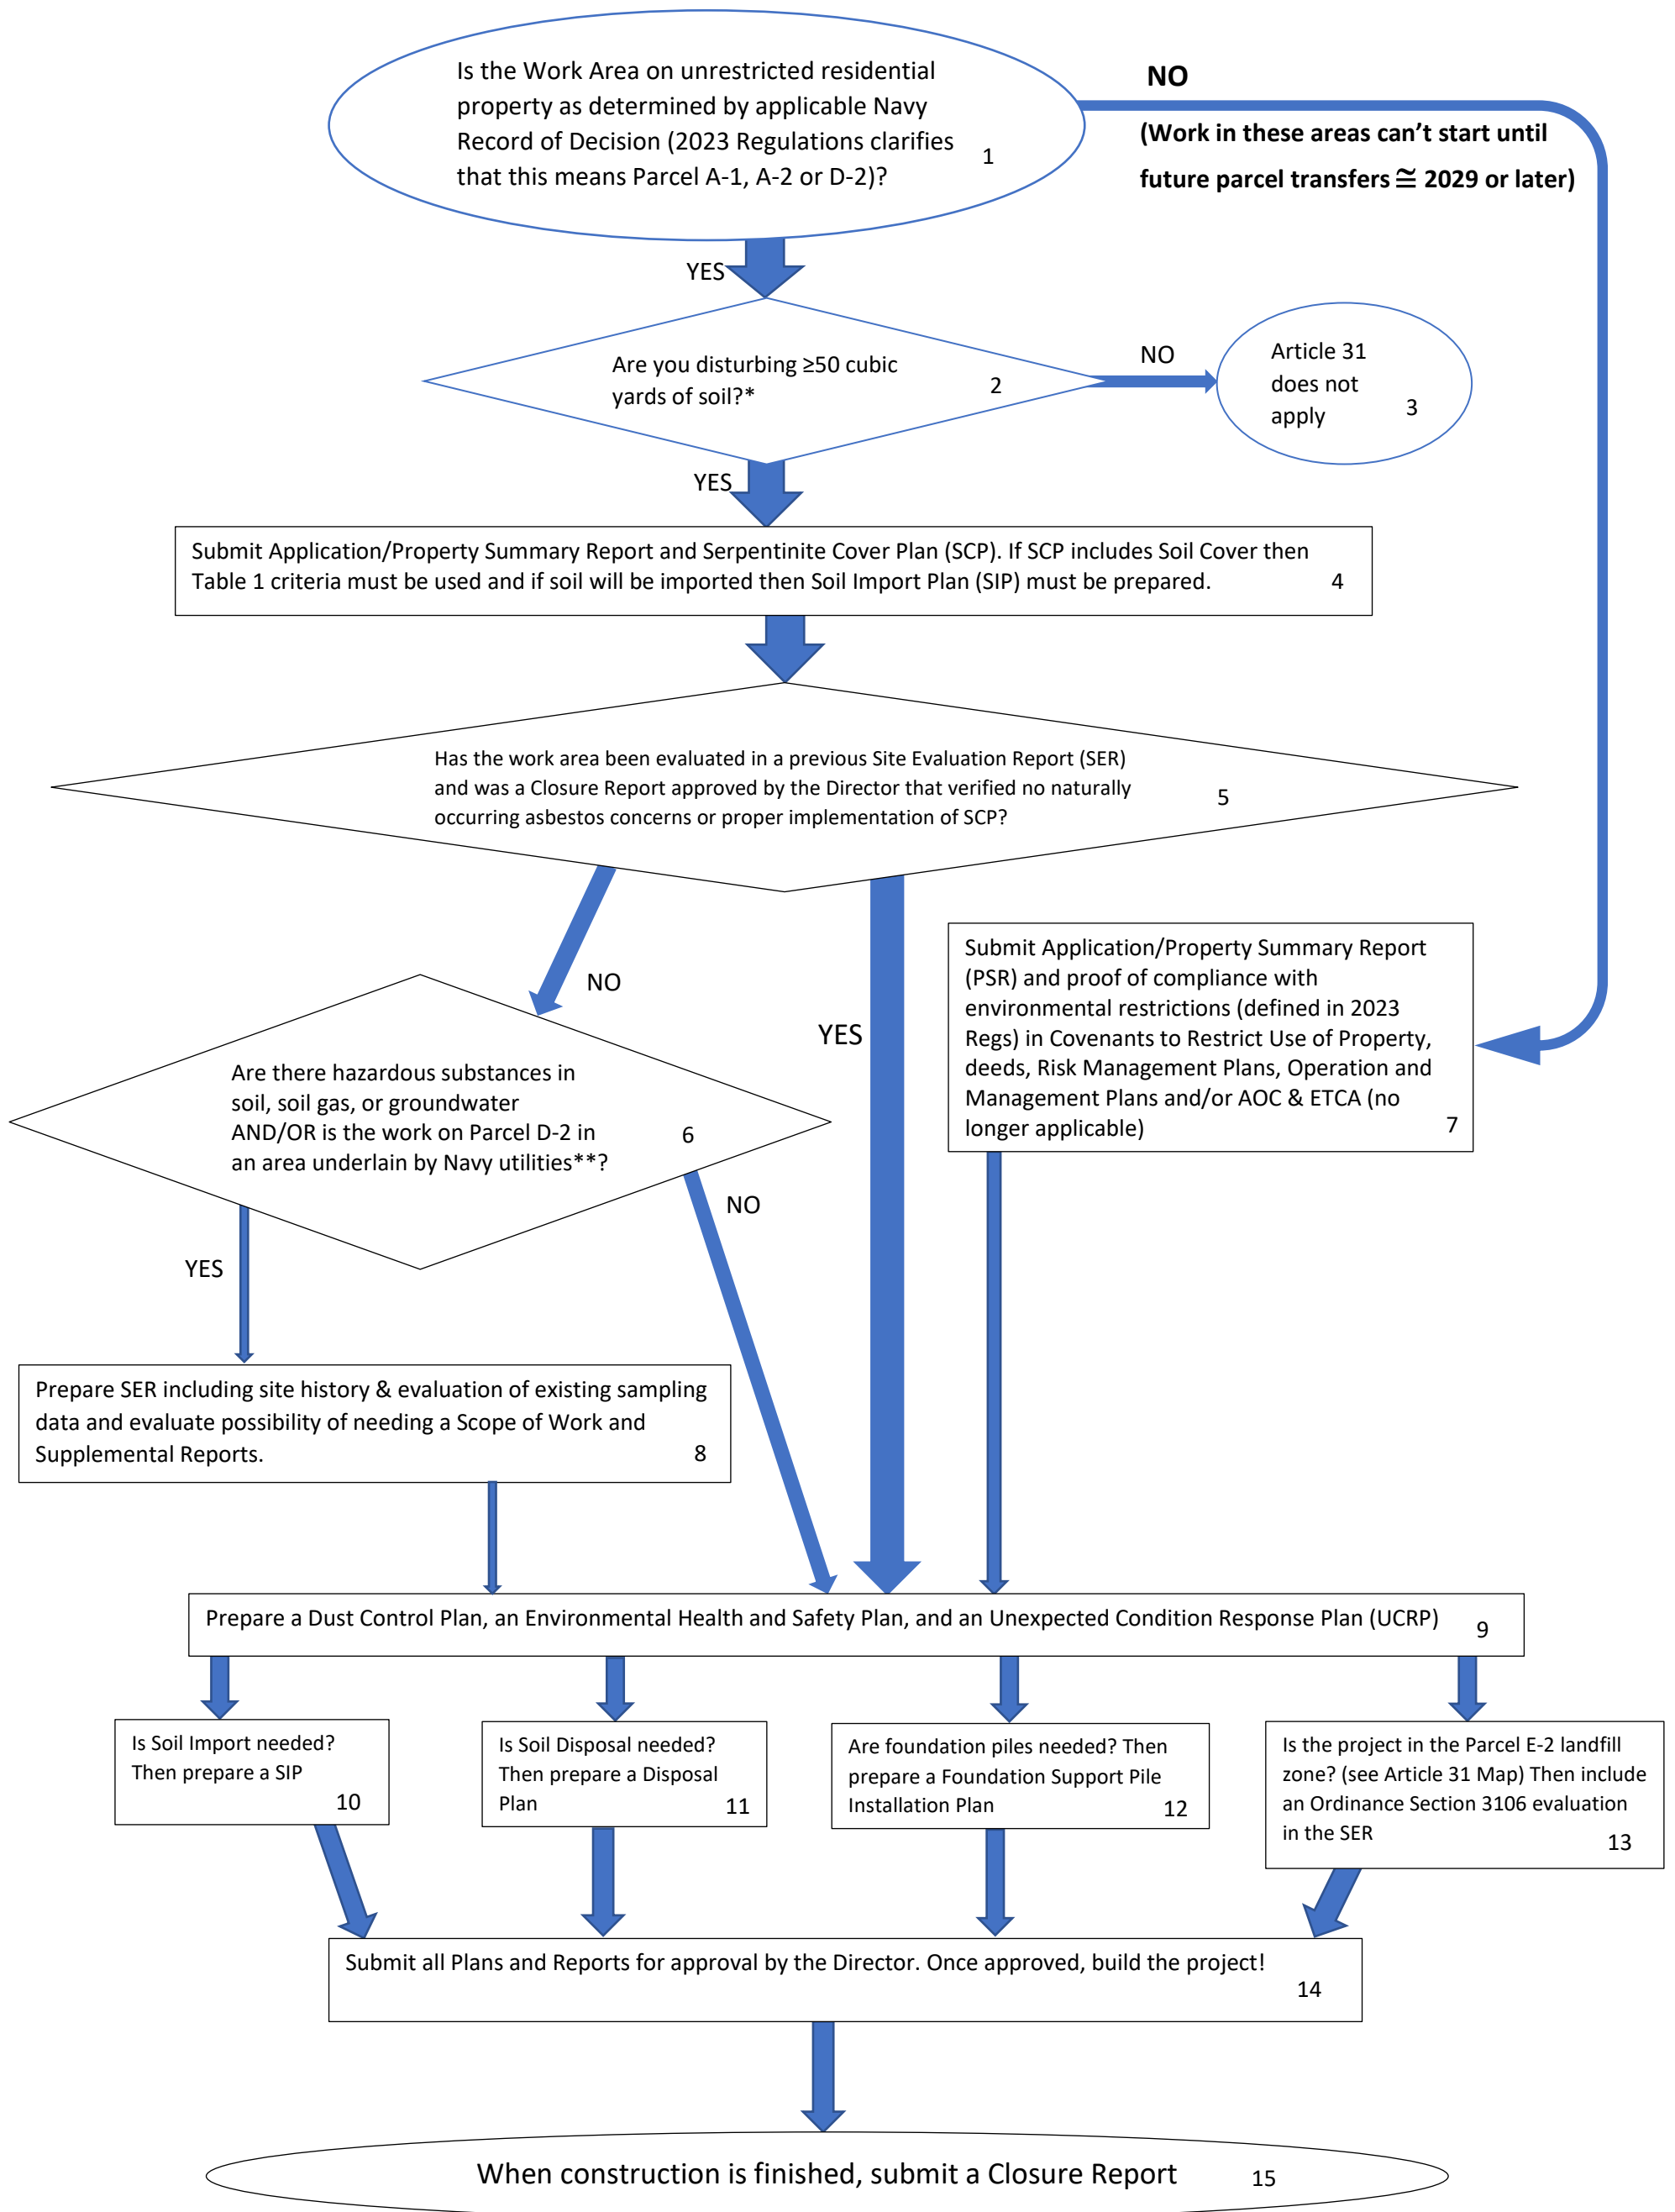 Is the Work Area on unrestricted residential
property as determined by applicable Navy
Record of Decision (2023 Regulations clarifies
that this means Parcel A-1, A-2 or D-2)?
1
NO
(Work in these areas can’t start until
future parcel transfers ≅ 2029 or later)
YES
Are you disturbing ≥50 cubic
yards of soil?*
2
NO
Article 31
does not
apply
3
YES
Submit Application/Property Summary Report and Serpentinite Cover Plan (SCP). If SCP includes Soil Cover then
Table 1 criteria must be used and if soil will be imported then Soil Import Plan (SIP) must be prepared.
4
Has the work area been evaluated in a previous Site Evaluation Report (SER)
and was a Closure Report approved by the Director that verified no naturally
occurring asbestos concerns or proper implementation of SCP?
5
NO
YES
Are there hazardous substances in
soil, soil gas, or groundwater
AND/OR is the work on Parcel D-2 in
an area underlain by Navy utilities**?
6
Submit Application/Property Summary Report
(PSR) and proof of compliance with
environmental restrictions (defined in 2023
Regs) in Covenants to Restrict Use of Property,
deeds, Risk Management Plans, Operation and
Management Plans and/or AOC & ETCA (no
longer applicable)
7
YES
NO
Prepare SER including site history & evaluation of existing sampling
data and evaluate possibility of needing a Scope of Work and
Supplemental Reports.
8
Prepare a Dust Control Plan, an Environmental Health and Safety Plan, and an Unexpected Condition Response Plan (UCRP)
9
Is Soil Import needed?
Then prepare a SIP
10
Is Soil Disposal needed?
Then prepare a Disposal
Plan
11
Are foundation piles needed? Then
prepare a Foundation Support Pile
Installation Plan
12
Is the project in the Parcel E-2 landfill
zone? (see Article 31 Map) Then include
an Ordinance Section 3106 evaluation
in the SER
13
Submit all Plans and Reports for approval by the Director. Once approved, build the project!
14
When construction is finished, submit a Closure Report
15